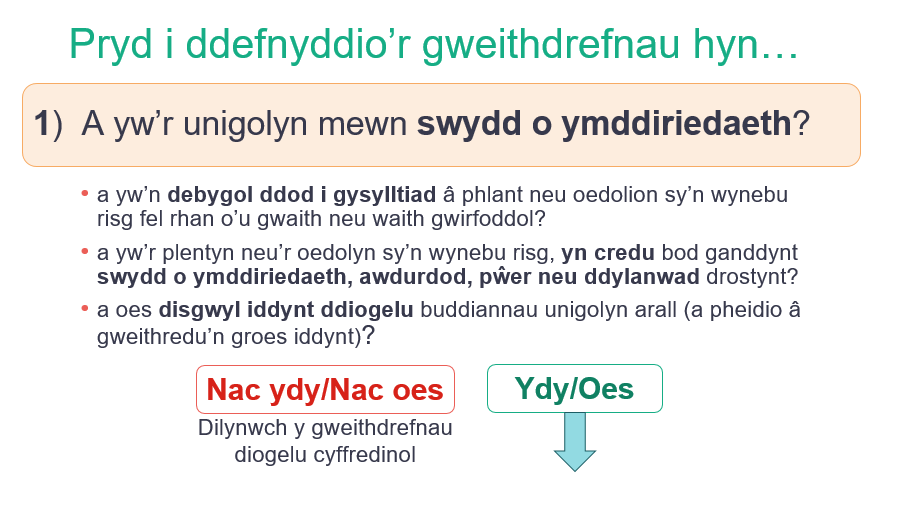 Pryd i ddefnyddio’r gweithdrefnau hyn…
1) A yw’r unigolyn mewn swydd o ymddiriedaeth?
• a yw’n debygol ddod i gysylltiad â phlant neu oedolion sy’n wynebu
risg fel rhan o’u gwaith neu waith gwirfoddol?
• a yw’r plentyn neu’r oedolyn sy’n wynebu risg, yn credu bod ganddynt
swydd o ymddiriedaeth, awdurdod, pŵer neu ddylanwad drostynt?
• a oes disgwyl iddynt ddiogelu buddiannau unigolyn arall (a pheidio â
gweithredu’n groes iddynt)?
Nac ydy/Nac oes
Dilynwch y gweithdrefnau
diogelu cyffredinol
Ydy/Oes